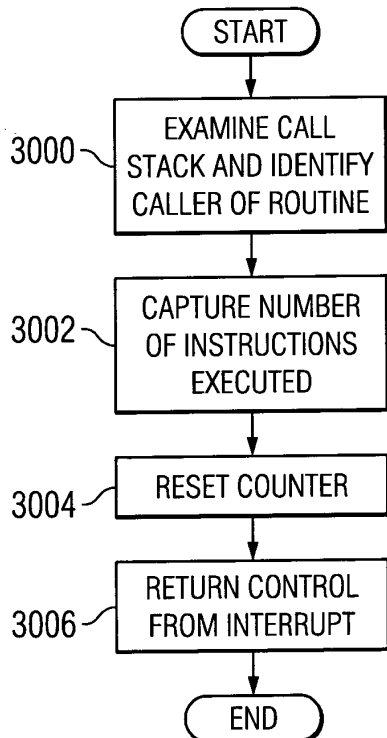 START
3000
EXAMINE CALL
STACK AND IDENTIFY
CALLER OF ROUTINE
3002
CAPTURE NUMBER
OF INSTRUCTIONS
EXECUTED
3004
RESET COUNTER
3006
RETURN CONTROL
FROM INTERRUPT
END